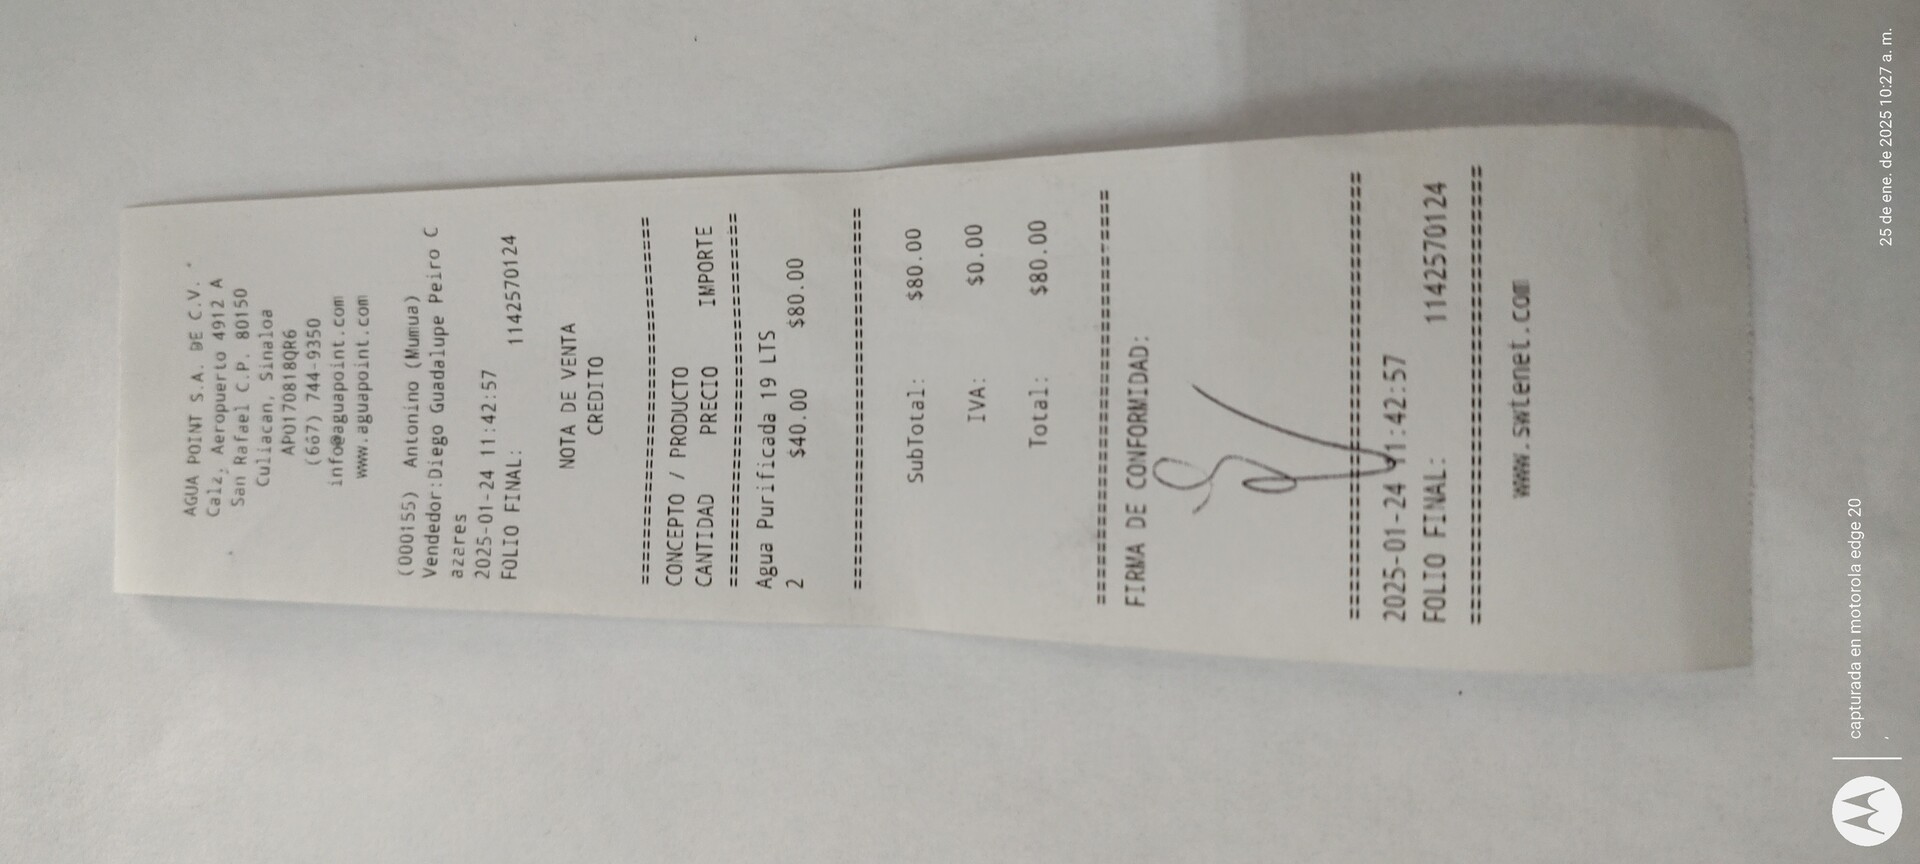 AGUA POINT S.A. DE C.V.
Calz, Aeropuerto 4912 A
San Rafael C.P. 80150
Culiacan, Sinaloa
APO170818QR6
(667) 744-9350
info@aguapoint.com
www.aguapoint.com
(000155) Antonino (Mumua)
Vendedor:Diego Guadalupe Peiro C
azares
2025-01-24 11:42:57
FOLIO FINAL: 1142570124
NOTA DE VENTA
CREDITO
================================
CONCEPTO / PRODUCTO
CANTIDAD PRECIO IMPORTE
================================
Agua Purificada 19 LTS
2 $40.00 $80.00
================================
SubTotal: $80.00
IVA: $0.00
Total: $80.00
================================
FIRMA DE CONFORMIDAD:
================================
2025-01-24 11:42:57
FOLIO FINAL: 1142570124
================================
www.swtenet.com
capturada en motorola edge 20
,
25 de ene. de 2025 10:27 a. m.